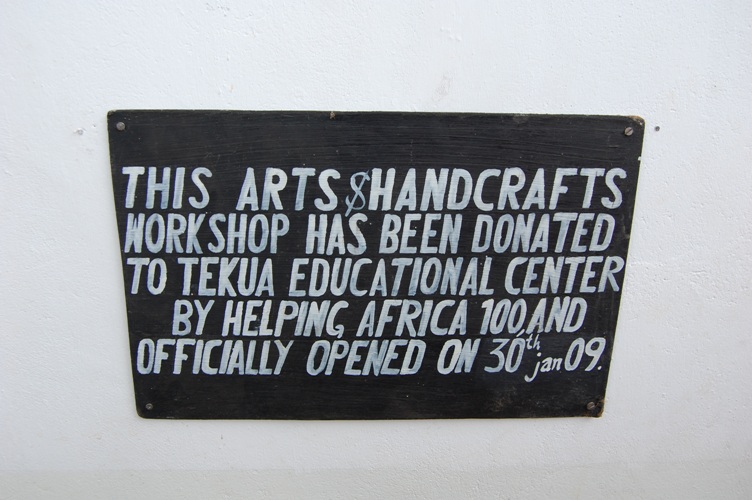 THIS ARTS & HANDCRAFTS
WORKSHOP HAS BEEN DONATED
TO TEKUA EDUCATIONAL CENTER
BY HELPING AFRICA 100, AND
OFFICIALLY OPENED ON 30th jan 09.